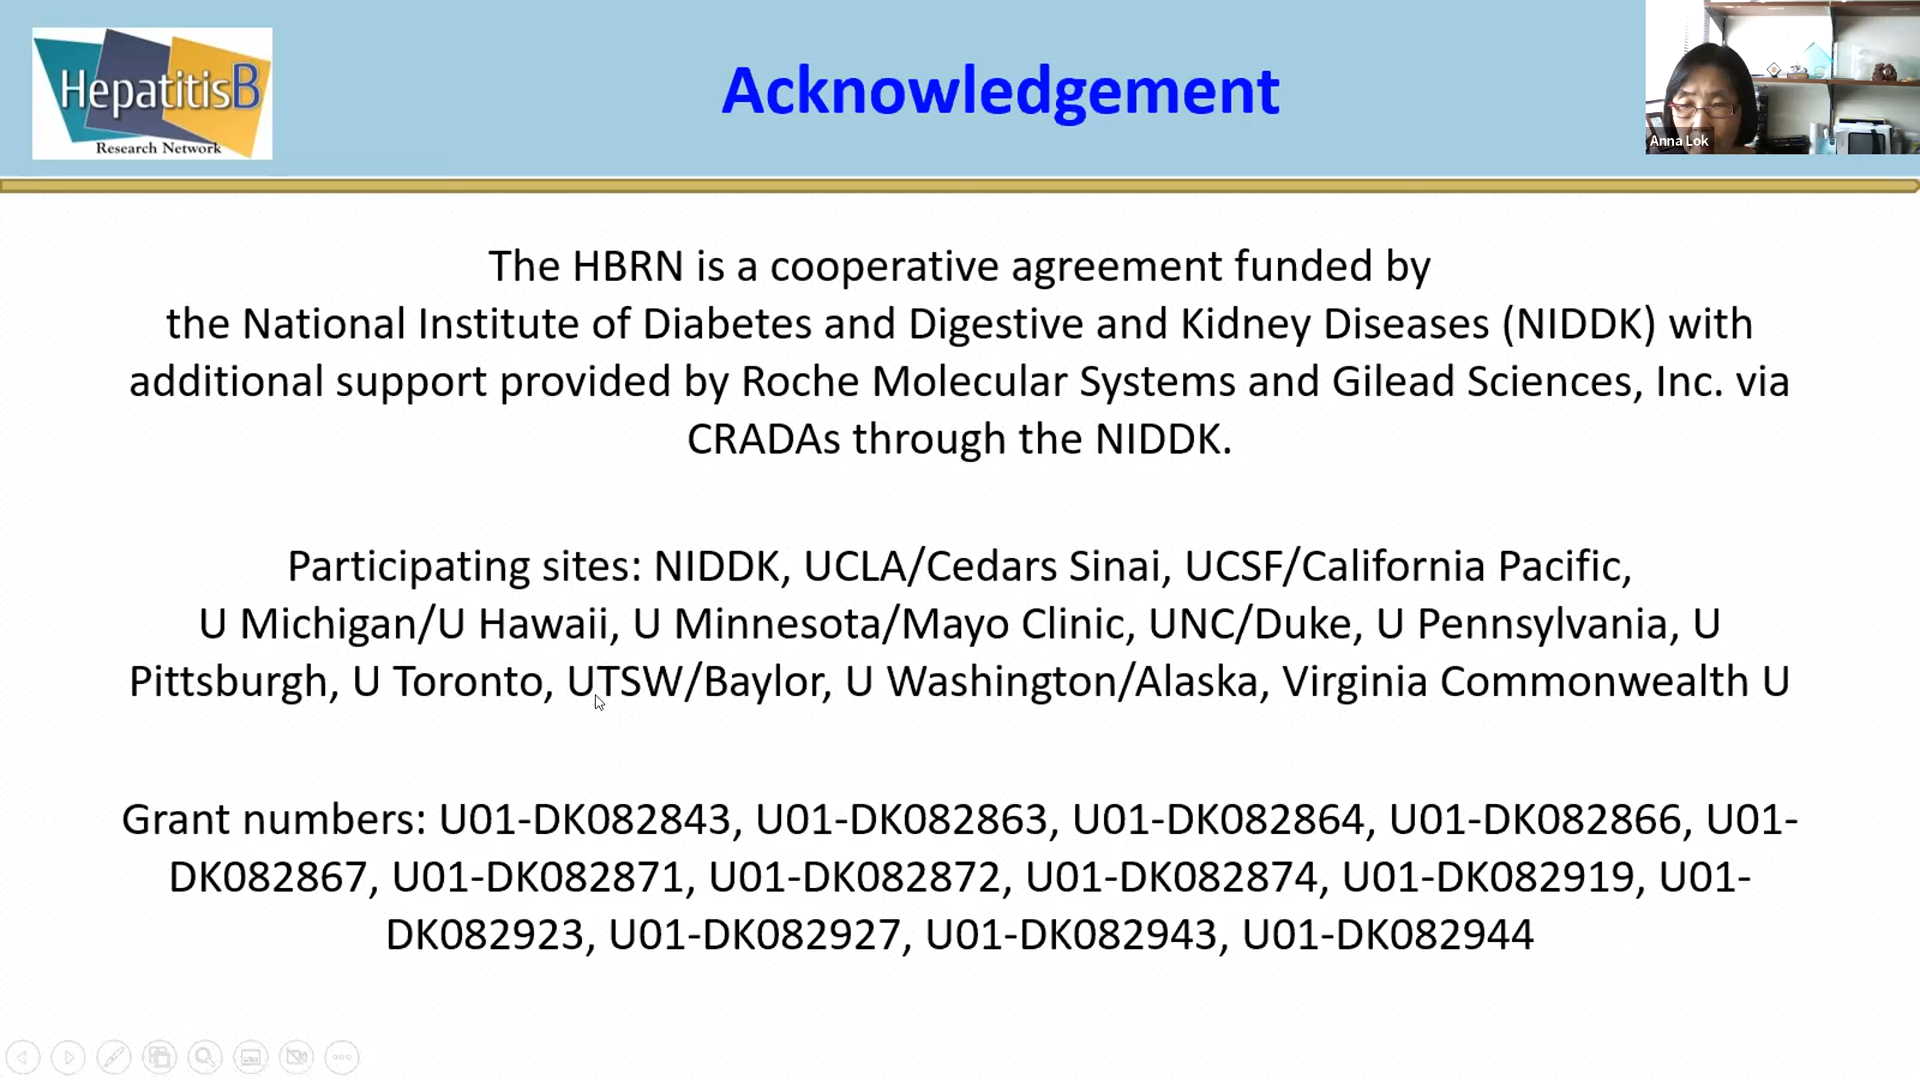 HepatitisB
Research Network
Acknowledgement
Anna Lok
The HBRN is a cooperative agreement funded by
the National Institute of Diabetes and Digestive and Kidney Diseases (NIDDK) with
additional support provided by Roche Molecular Systems and Gilead Sciences, Inc. via
CRADAs through the NIDDK.
Participating sites: NIDDK, UCLA/Cedars Sinai, UCSF/California Pacific,
U Michigan/U Hawaii, U Minnesota/Mayo Clinic, UNC/Duke, U Pennsylvania, U
Pittsburgh, U Toronto, UTSW/Baylor, U Washington/Alaska, Virginia Commonwealth U
Grant numbers: U01-DK082843, U01-DK082863, U01-DK082864, U01-DK082866, U01-
DK082867, U01-DK082871, U01-DK082872, U01-DK082874, U01-DK082919, U01-
DK082923, U01-DK082927, U01-DK082943, U01-DK082944